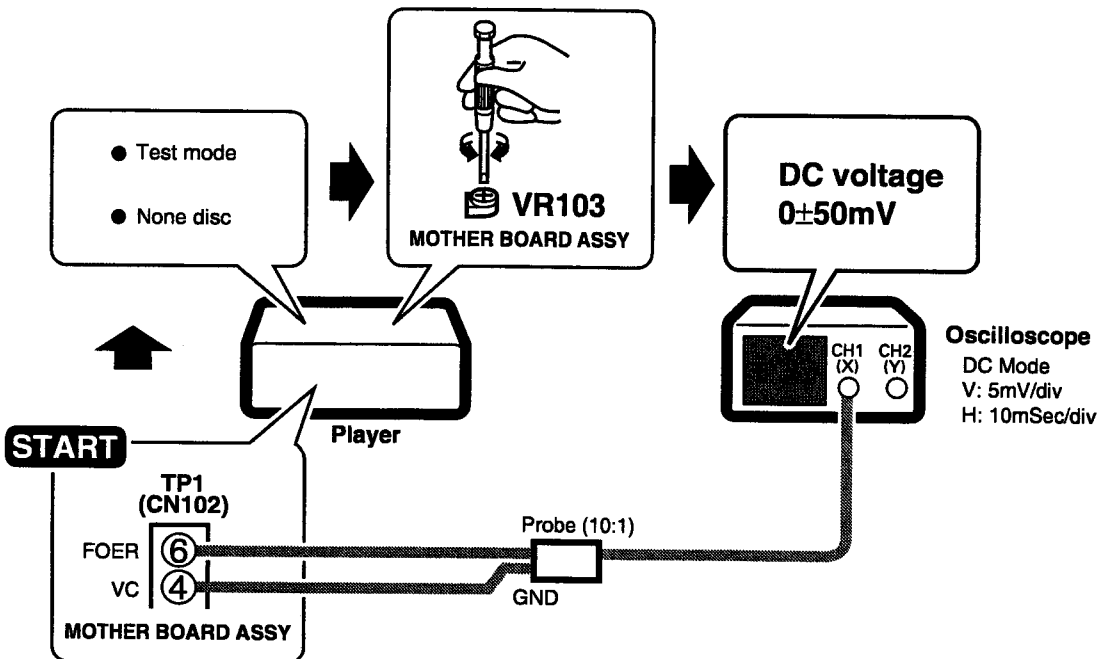 ● Test mode
● None disc
VR103
MOTHER BOARD ASSY
DC voltage
0±50mV
CH1
(X)
CH2
(Y)
Oscilloscope
DC Mode
V: 5mV/div
H: 10mSec/div
Player
START
TP1
(CN102)
FOER
6
VC
4
MOTHER BOARD ASSY
Probe (10:1)
GND